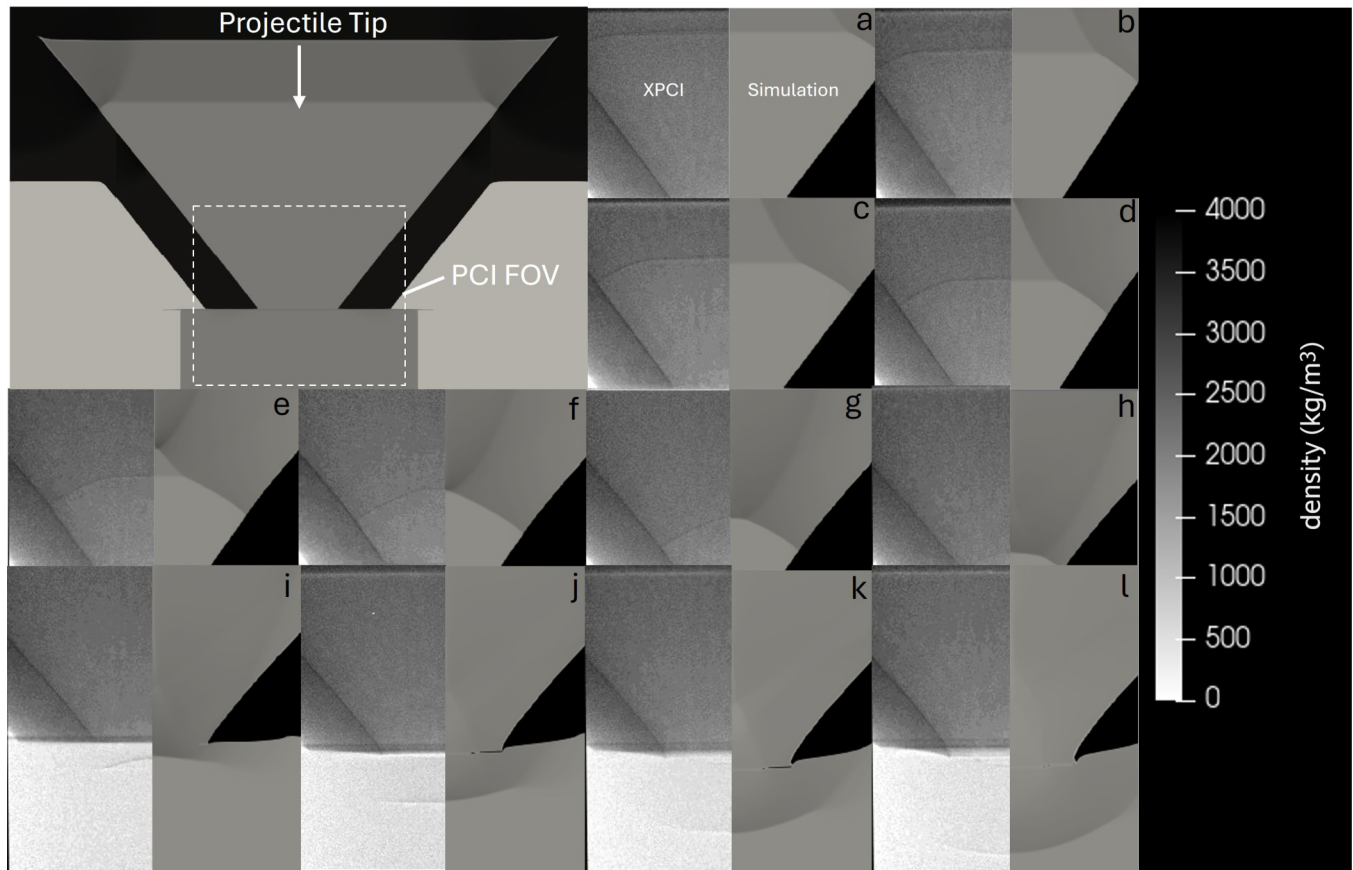 Projectile Tip
PCI FOV
XPCI
Simulation
a
b
c
d
e
f
g
h
i
j
k
l
4000
3500
3000
2500
2000
1500
1000
500
0
density (kg/m³)